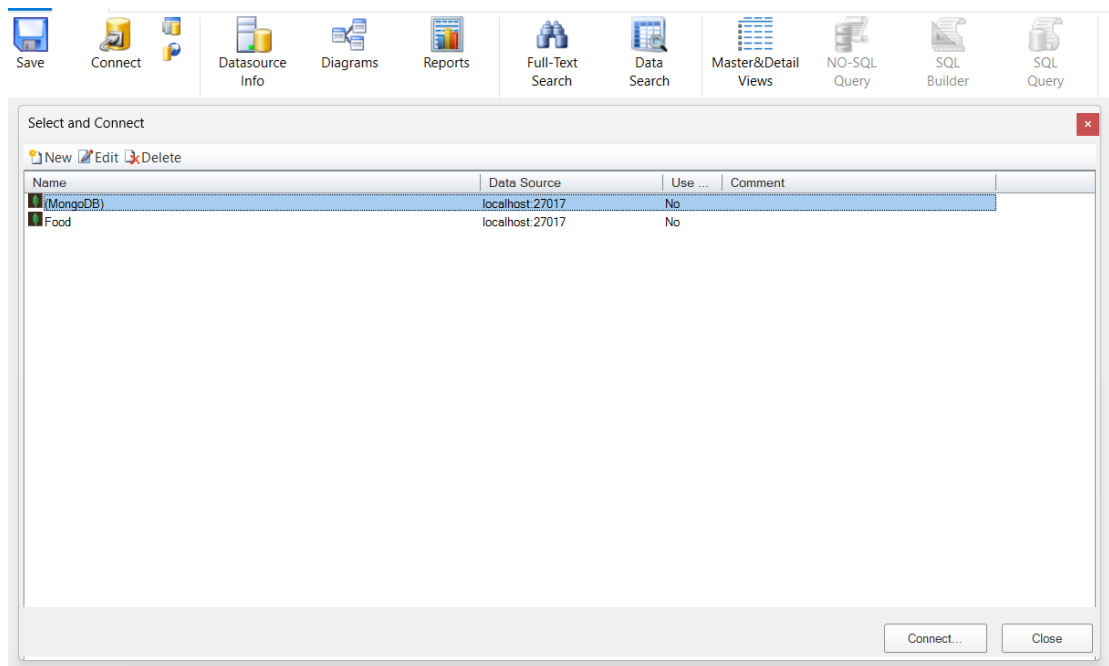 Save Connect Datasource Info Diagrams Reports Full-Text Search Data Search Master&Detail Views NO-SQL Query SQL Builder SQL Query
Select and Connect
New Edit Delete
Name Data Source Use ... Comment
(MongoDB) localhost:27017 No
Food localhost:27017 No
Connect... Close